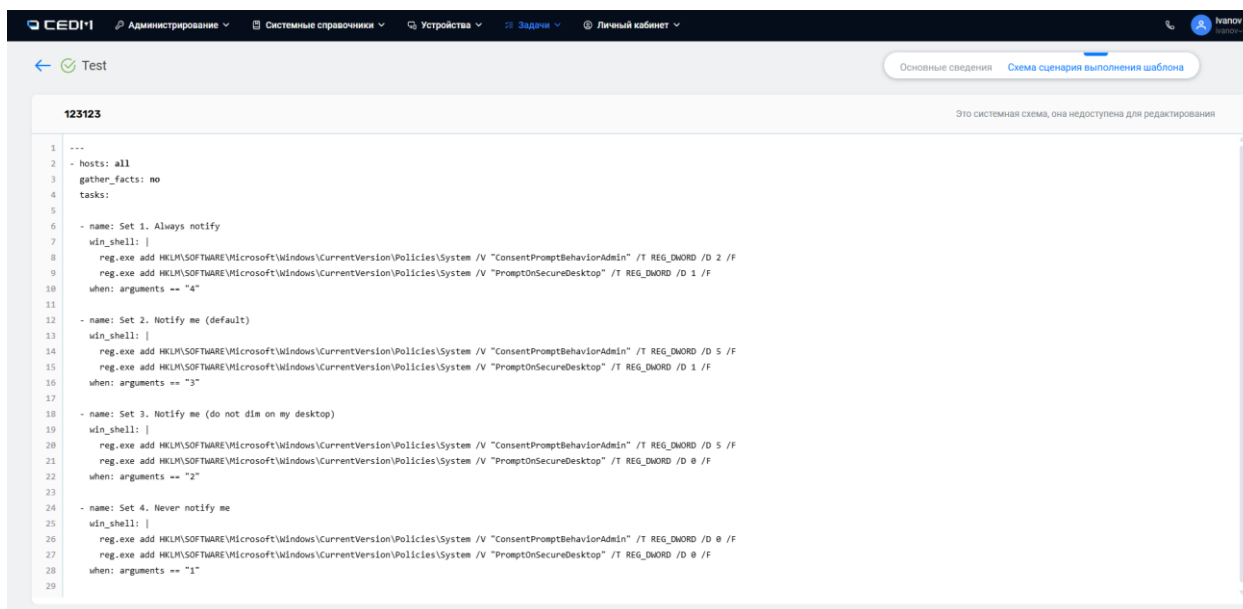 CEDM Администрирование Системные справочники Устройства Задачи Личный кабинет Ivanov
ivanov-
Test Основные сведения Схема сценария выполнения шаблона
123123 Это системная схема, она недоступена для редактирования
1 ---
2 - hosts: all
3 gather_facts: no
4 tasks:
5
6 - name: Set 1. Always notify
7 win_shell: |
8 reg.exe add HKLM\SOFTWARE\Microsoft\Windows\CurrentVersion\Policies\System /V "ConsentPromptBehaviorAdmin" /T REG_DWORD /D 2 /F
9 reg.exe add HKLM\SOFTWARE\Microsoft\Windows\CurrentVersion\Policies\System /V "PromptOnSecureDesktop" /T REG_DWORD /D 1 /F
10 when: arguments == "4"
11
12 - name: Set 2. Notify me (default)
13 win_shell: |
14 reg.exe add HKLM\SOFTWARE\Microsoft\Windows\CurrentVersion\Policies\System /V "ConsentPromptBehaviorAdmin" /T REG_DWORD /D 5 /F
15 reg.exe add HKLM\SOFTWARE\Microsoft\Windows\CurrentVersion\Policies\System /V "PromptOnSecureDesktop" /T REG_DWORD /D 1 /F
16 when: arguments == "3"
17
18 - name: Set 3. Notify me (do not dim on my desktop)
19 win_shell: |
20 reg.exe add HKLM\SOFTWARE\Microsoft\Windows\CurrentVersion\Policies\System /V "ConsentPromptBehaviorAdmin" /T REG_DWORD /D 5 /F
21 reg.exe add HKLM\SOFTWARE\Microsoft\Windows\CurrentVersion\Policies\System /V "PromptOnSecureDesktop" /T REG_DWORD /D 0 /F
22 when: arguments == "2"
23
24 - name: Set 4. Never notify me
25 win_shell: |
26 reg.exe add HKLM\SOFTWARE\Microsoft\Windows\CurrentVersion\Policies\System /V "ConsentPromptBehaviorAdmin" /T REG_DWORD /D 0 /F
27 reg.exe add HKLM\SOFTWARE\Microsoft\Windows\CurrentVersion\Policies\System /V "PromptOnSecureDesktop" /T REG_DWORD /D 0 /F
28 when: arguments == "1"
29